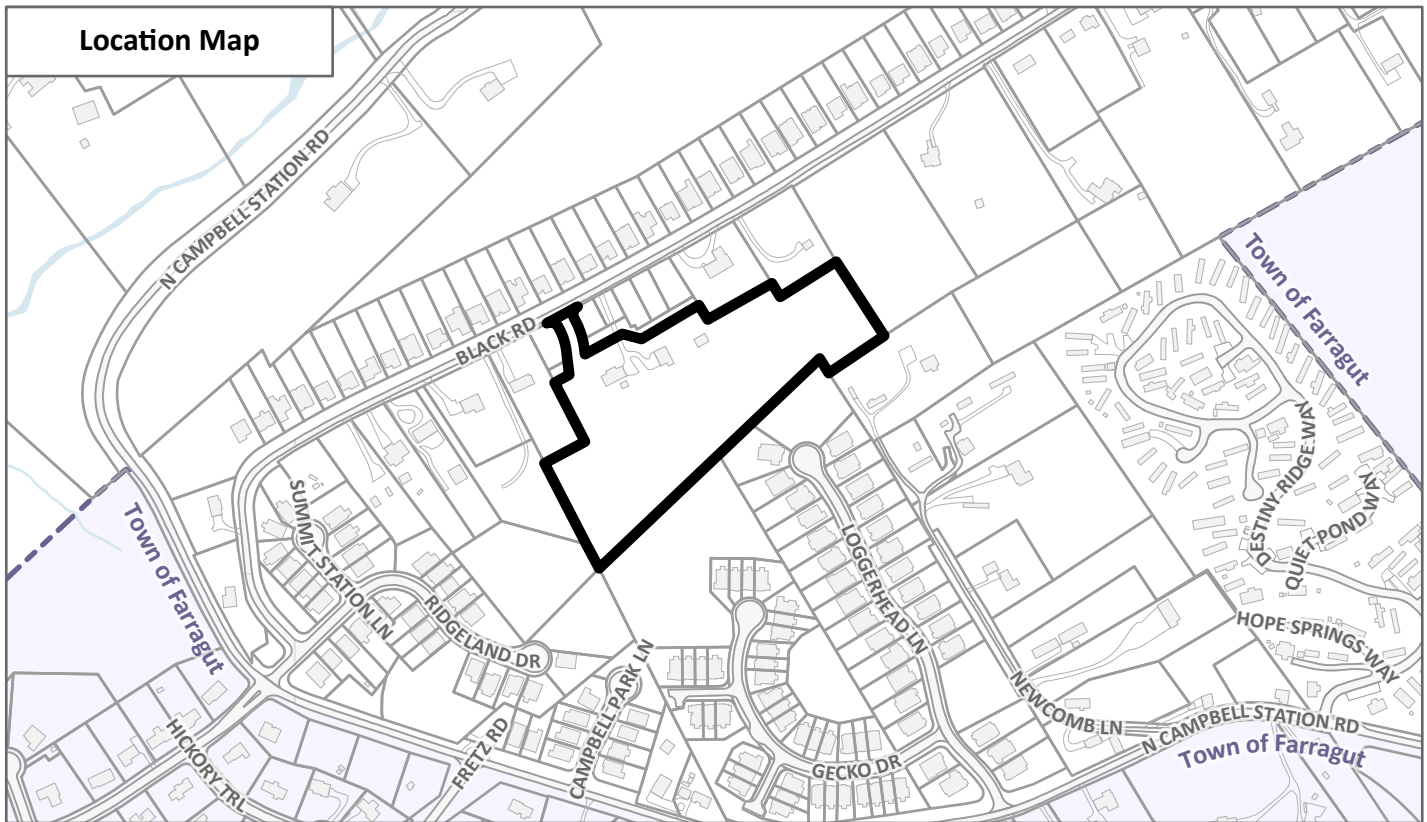 Location Map
N CAMPBELL STATION RD
BLACK RD
Town of Farragut
Town of Farragut
SUMMIT STATION LN
RIDGELAND DR
LOGGERHEAD LN
DESTINY RIDGE WAY
QUIET POND WAY
HOPE SPRINGS WAY
CAMPBELL PARK LN
NEWCOMB LN
N CAMPBELL STATION RD
Town of Farragut
HICKORY TRL
FRETZ RD
GECKO DR